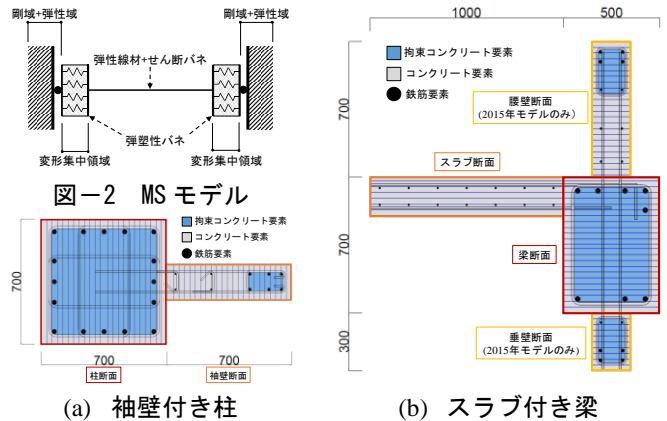 剛域+弾性域
剛域+弾性域
弾性線材+せん断バネ
弾塑性バネ
変形集中領域
変形集中領域
図－2 MS モデル
拘束コンクリート要素
コンクリート要素
鉄筋要素
700
700
700
柱断面
袖壁断面
(a) 袖壁付き柱
1000
500
拘束コンクリート要素
コンクリート要素
鉄筋要素
700
腰壁断面
(2015年モデルのみ)
スラブ断面
700
梁断面
300
垂壁断面
(2015年モデルのみ)
(b) スラブ付き梁